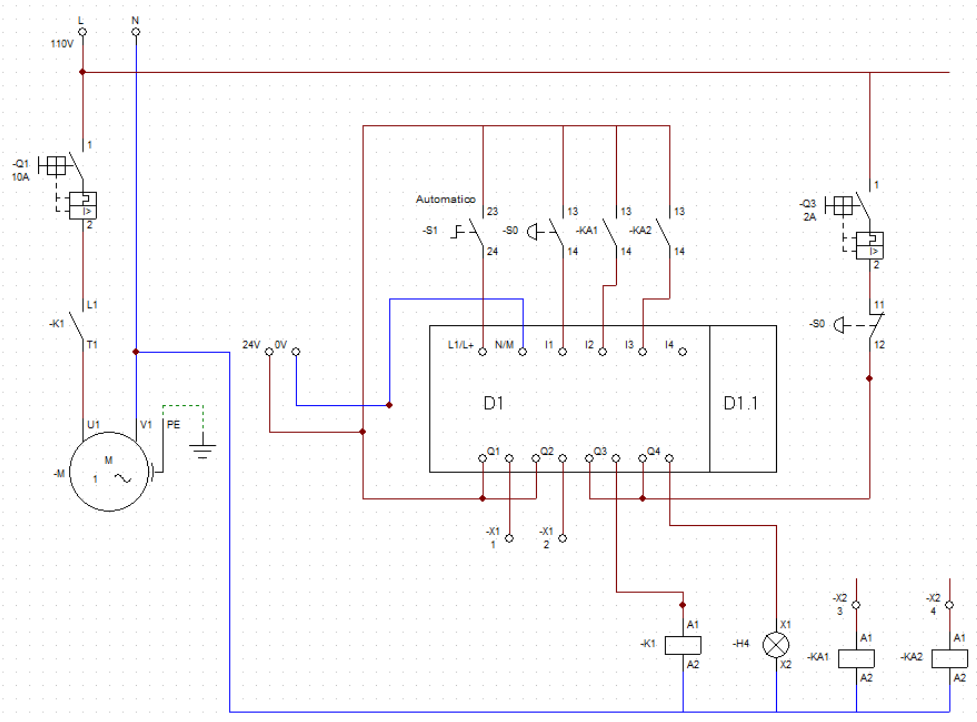 L N
110V
-Q1
10A
1
2
-K1
L1
T1
U1 V1 PE
-M
M
1
24V 0V
Automatico
-S1 23
24
-S0 13
14
-KA1 13
14
-KA2 13
14
L1/L+ N/M I1 I2 I3 I4
D1 D1.1
Q1 Q2 Q3 Q4
-X1
1
-X1
2
-Q3
2A
1
I>
2
I>
-S0
11
12
-K1 A1
A2
-H4 X1
X2
-X2
3
-KA1 A1
A2
-X2
4
-KA2 A1
A2